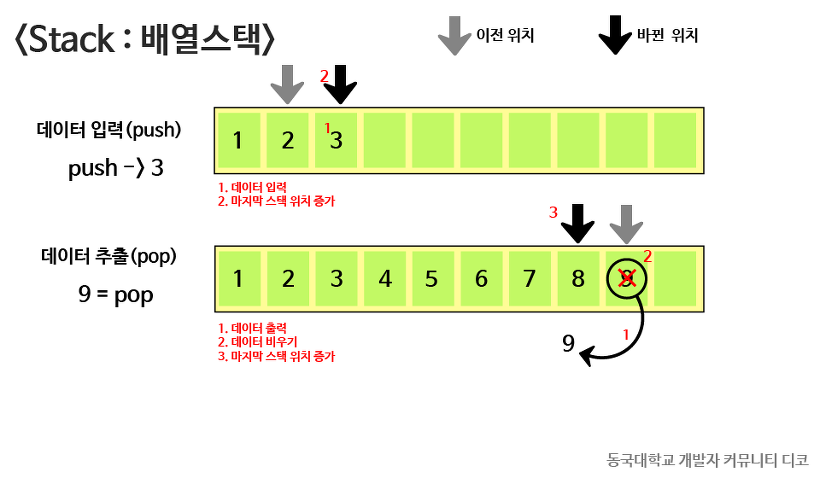 <Stack : 배열스택>
이전 위치
바뀐 위치
2
데이터 입력(push)
push -> 3
1 2 1 3
1. 데이터 입력
2. 마지막 스택 위치 증가
3
데이터 추출(pop)
9 = pop
1 2 3 4 5 6 7 8 9 2
1. 데이터 출력
2. 데이터 비우기
3. 마지막 스택 위치 증가
9
1
동국대학교 개발자 커뮤니티 디코